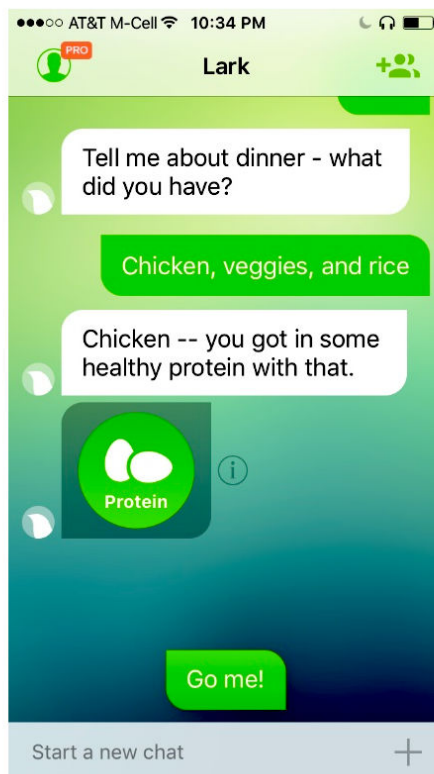 AT&T M-Cell 10:34 PM
PRO
Lark
Tell me about dinner - what
did you have?
Chicken, veggies, and rice
Chicken -- you got in some
healthy protein with that.
Protein
i
Go me!
Start a new chat